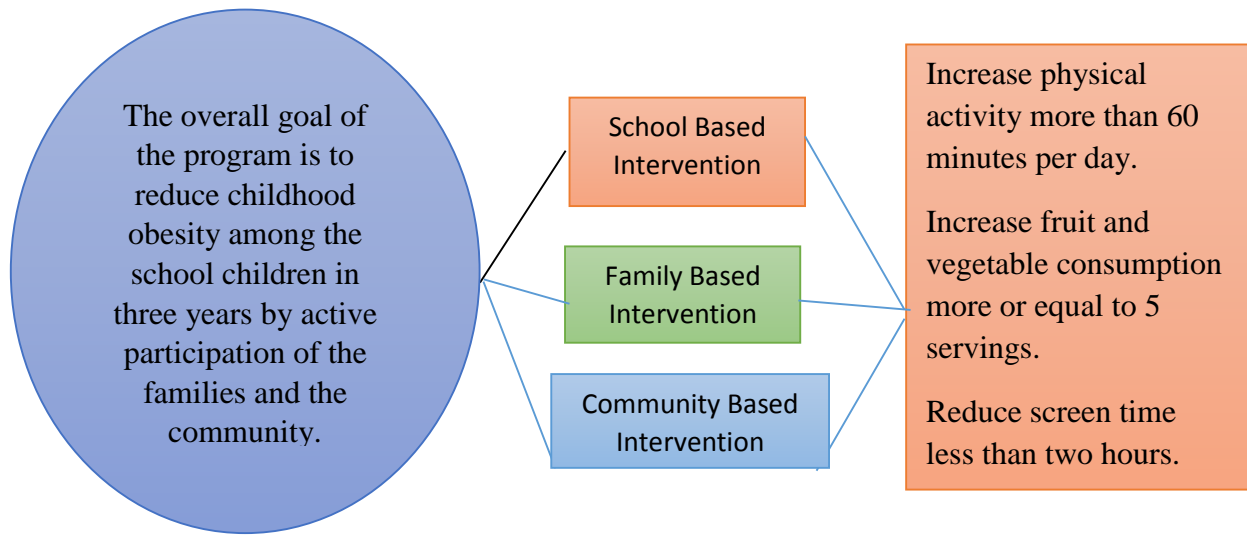 The overall goal of
the program is to
reduce childhood
obesity among the
school children in
three years by active
participation of the
families and the
community.
School Based
Intervention
Family Based
Intervention
Community Based
Intervention
Increase physical
activity more than 60
minutes per day.
Increase fruit and
vegetable consumption
more or equal to 5
servings.
Reduce screen time
less than two hours.